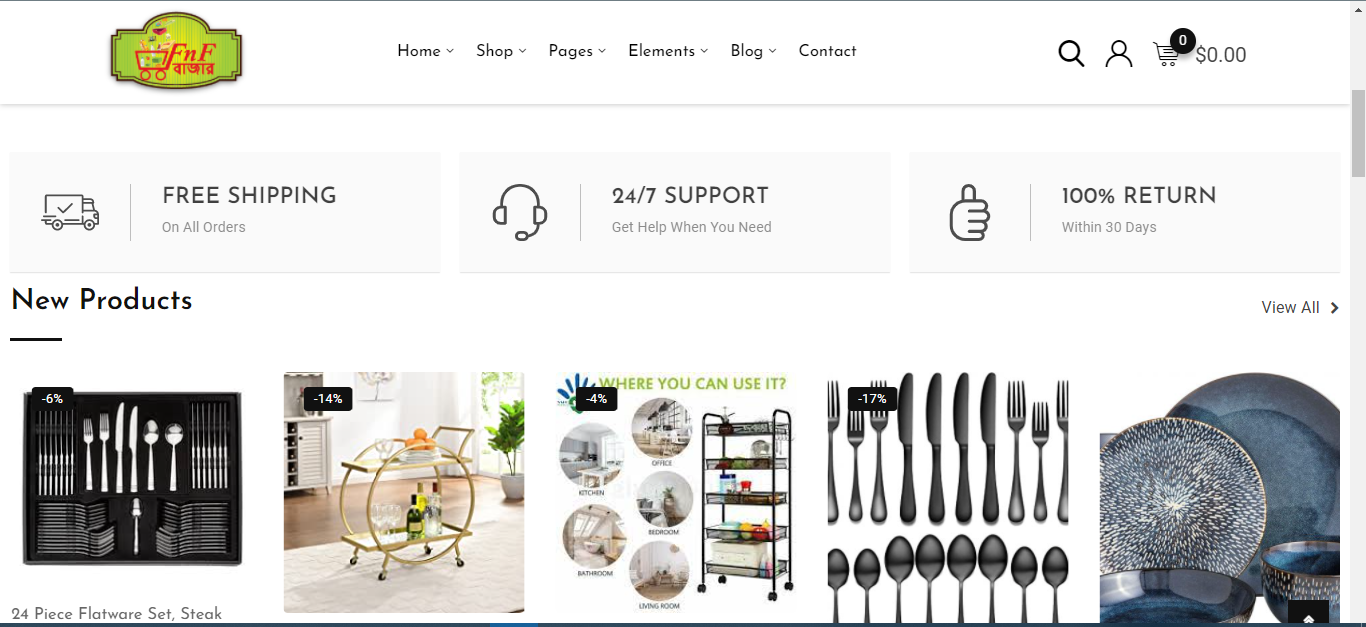 FnF
বাজার
Home Shop Pages Elements Blog Contact
0
$0.00
FREE SHIPPING
On All Orders
24/7 SUPPORT
Get Help When You Need
100% RETURN
Within 30 Days
New Products
View All
-6%
-14%
-4%
WHERE YOU CAN USE IT?
OFFICE
KITCHEN
BEDROOM
BATHROOM
LIVING ROOM
-17%
24 Piece Flatware Set, Steak